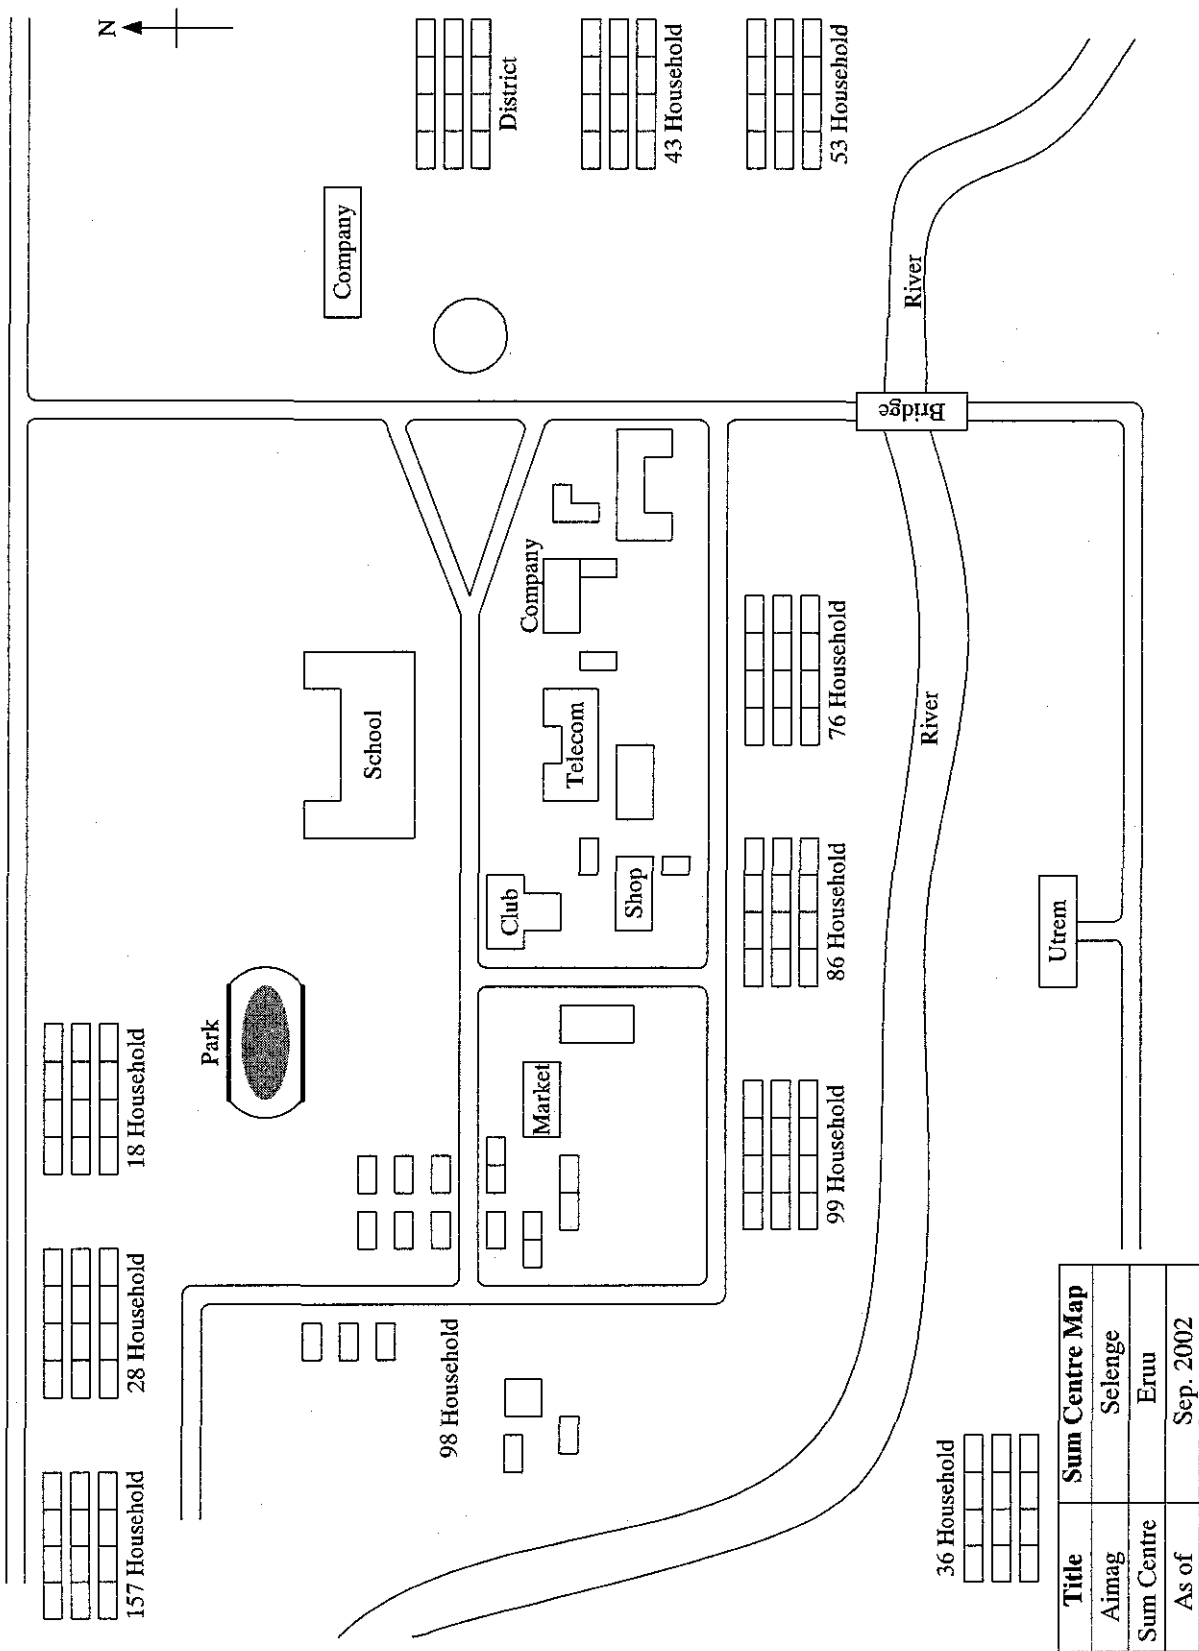 N
157 Household
28 Household
18 Household
Park
Company
School
98 Household
District
Club
Company
Market
Telecom
Shop
43 Household
99 Household
86 Household
76 Household
53 Household
River
Bridge
River
36 Household
Utrem
Title Sum Centre Map
Aimag Selenge
Sum Centre Eruu
As of Sep. 2002